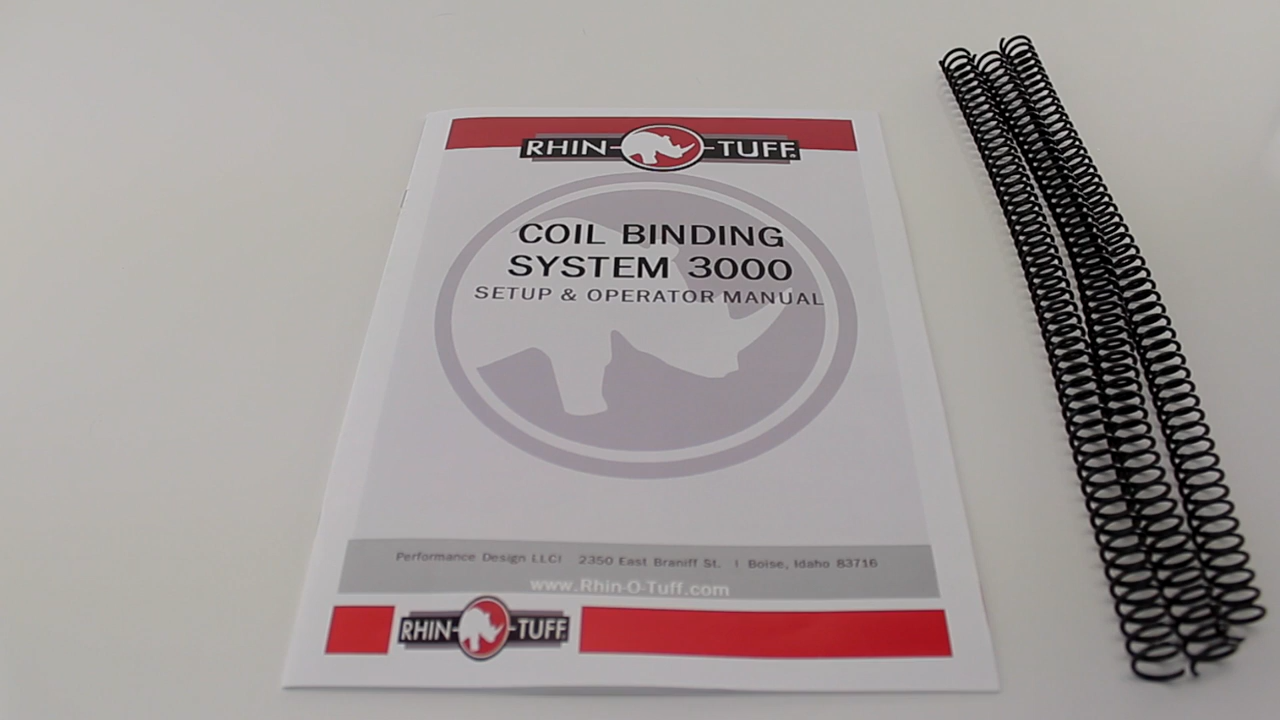 RHIN-O-TUFF®
COIL BINDING
SYSTEM 3000
SETUP & OPERATOR MANUAL
Performance Design LLC | 2350 East Braniff St. | Boise, Idaho 83716
www.Rhin-O-Tuff.com
RHIN-O-TUFF